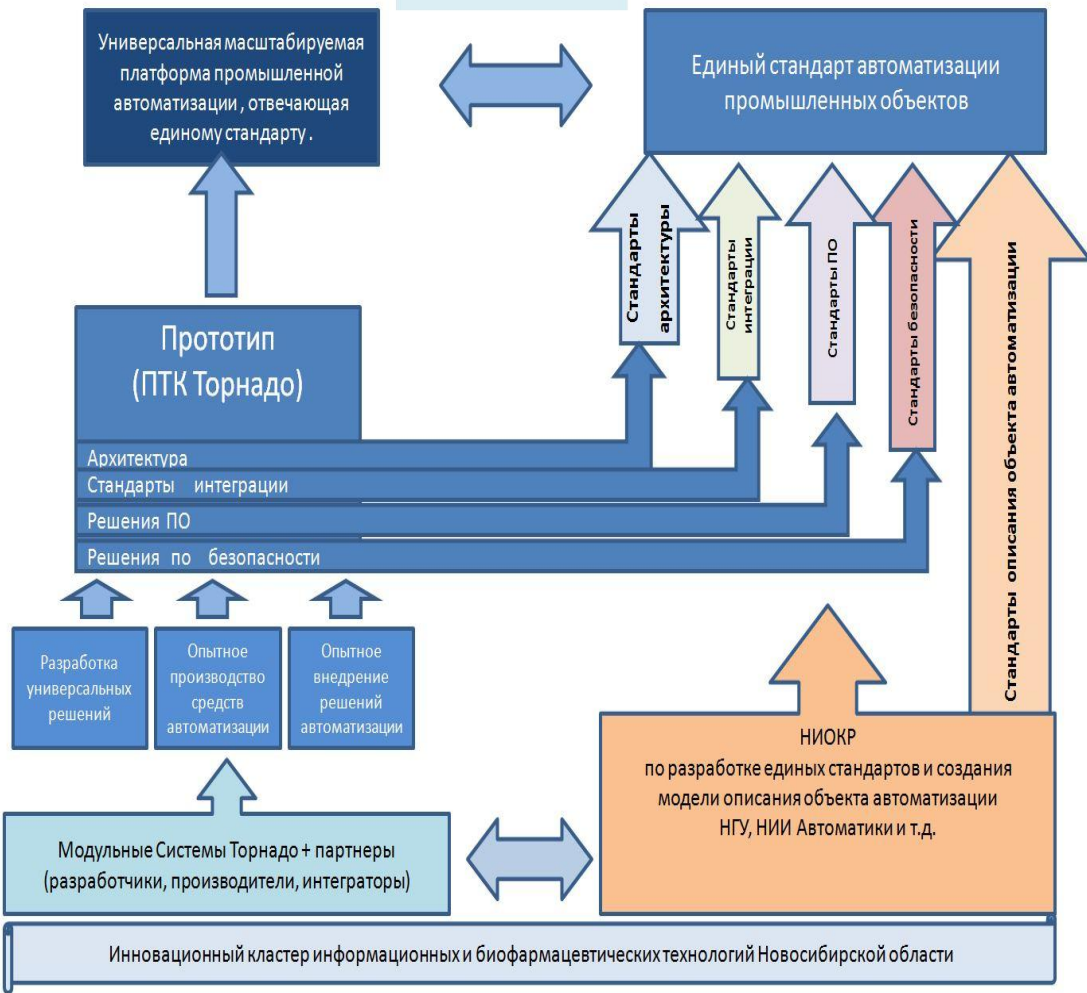 Универсальная масштабируемая
платформа промышленной
автоматизации , отвечающая
единому стандарту .
Единый стандарт автоматизации
промышленных объектов
Стандарты
архитектуры
Стандарты
интеграции
Стандарты ПО
Стандарты безопасности
Стандарты описания объекта автоматизации
Прототип
(ПТК Торнадо)
Архитектура
Стандарты интеграции
Решения ПО
Решения по безопасности
Разработка
универсальных
решений
Опытное
производство
средств
автоматизации
Опытное
внедрение
решений
автоматизации
НИОКР
по разработке единых стандартов и создания
модели описания объекта автоматизации
НГУ, НИИ Автоматики и т.д.
Модульные Системы Торнадо + партнеры
(разработчики, производители, интеграторы)
Инновационный кластер информационных и биофармацевтических технологий Новосибирской области